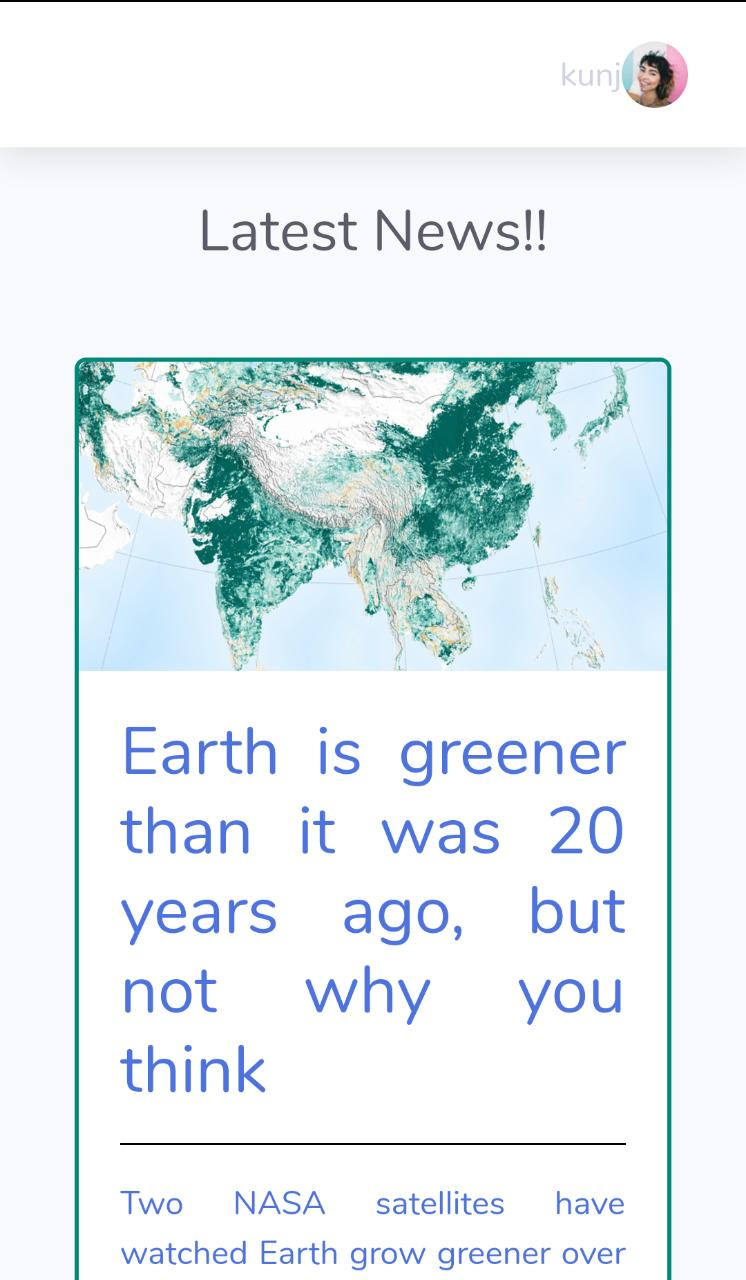 kunj
Latest News!!
Earth is greener
than it was 20
years ago, but
not why you
think
Two NASA satellites have
watched Earth grow greener over